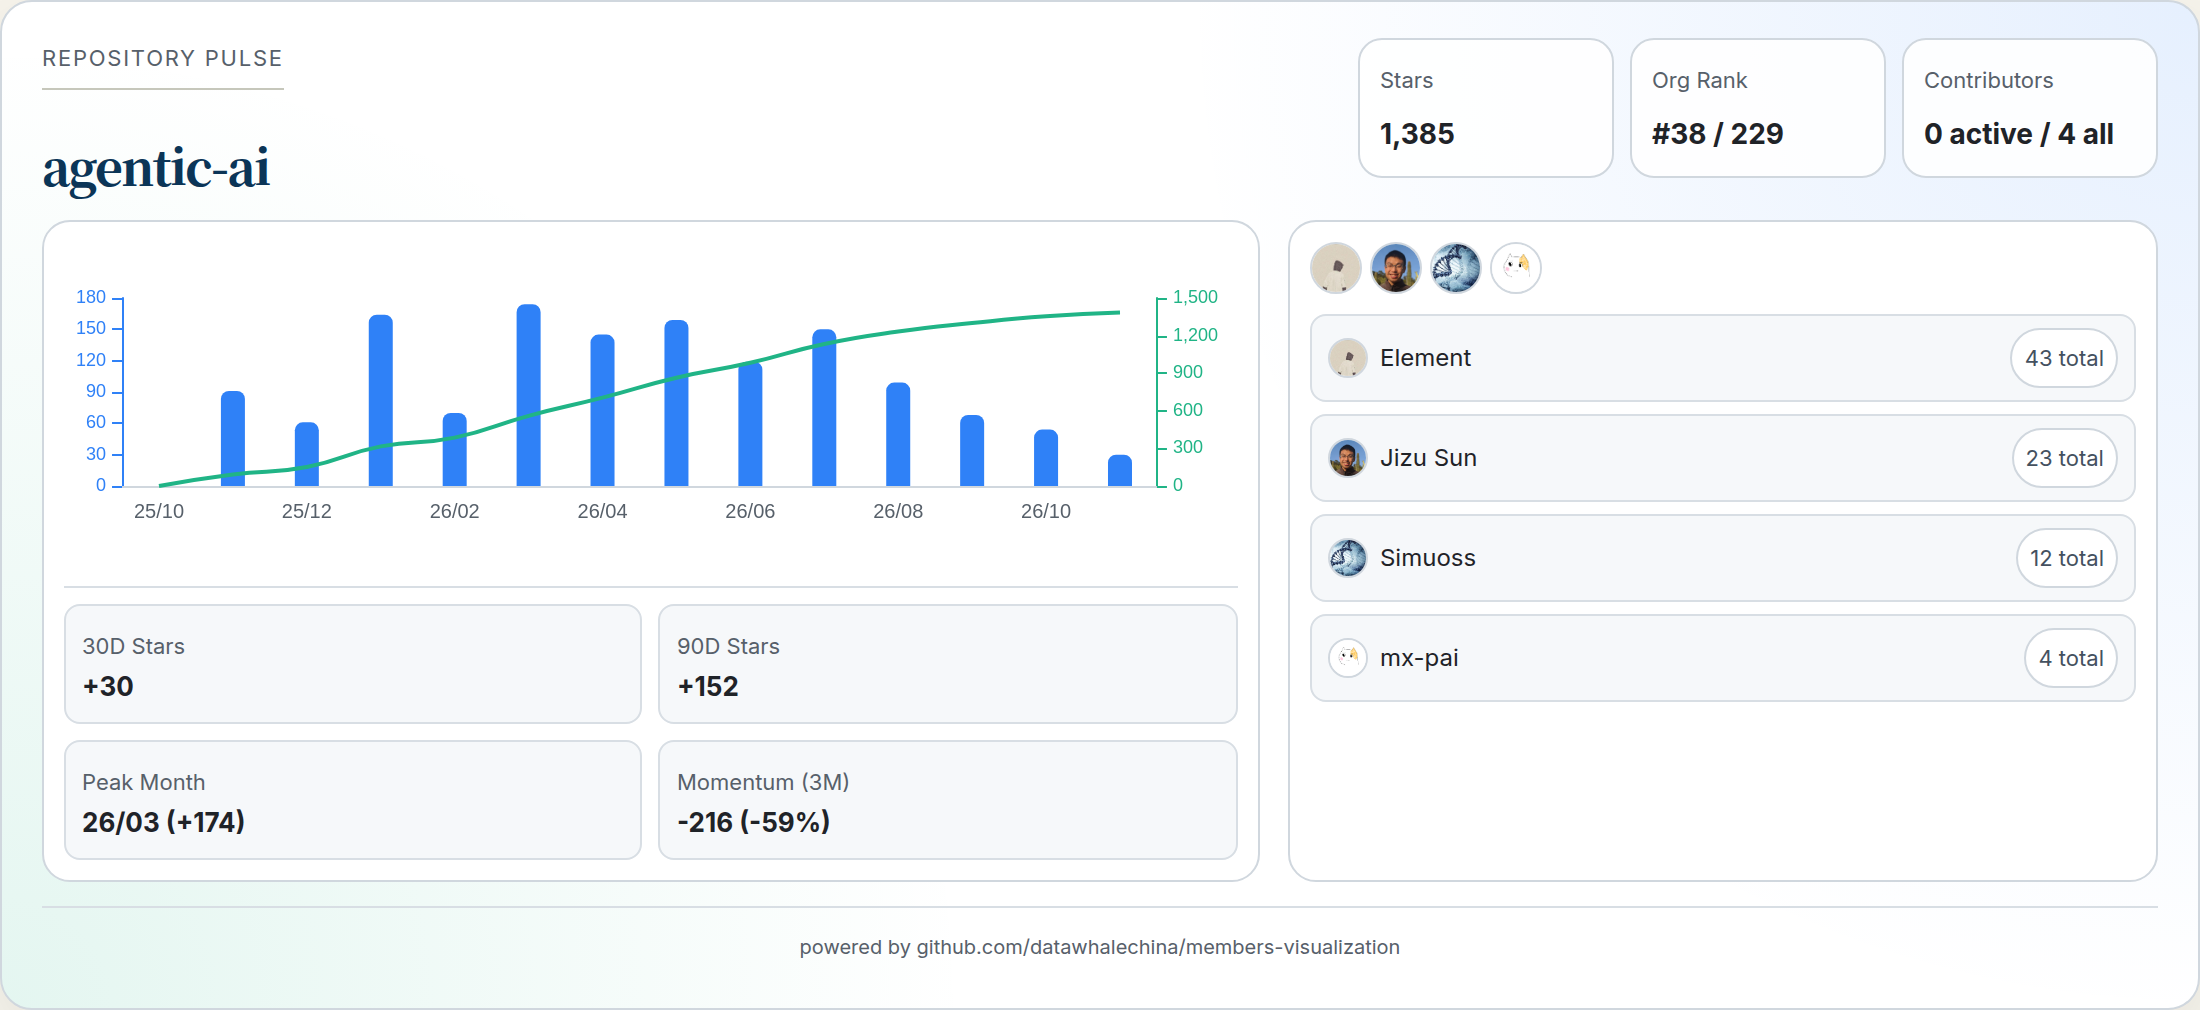 REPOSITORY PULSE
agentic-ai
Stars
1,385
Org Rank
#38 / 229
Contributors
0 active / 4 all
180
150
120
90
60
30
0
1,500
1,200
900
600
300
0
25/10
25/12
26/02
26/04
26/06
26/08
26/10
30D Stars
+30
90D Stars
+152
Peak Month
26/03 (+174)
Momentum (3M)
-216 (-59%)
Element
43 total
Jizu Sun
23 total
Simuoss
12 total
mx-pai
4 total
powered by github.com/datawhalechina/members-visualization